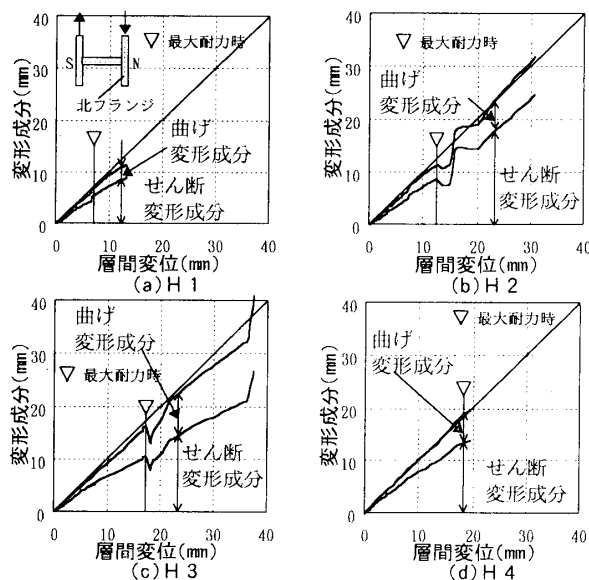 変形成分(mm)
40
30
20
10
0
▽ 最大耐力時
S
N
北フランジ
曲げ
変形成分
せん断
変形成分
0 10 20 30 40
層間変位(mm)
(a)H1
変形成分(mm)
40
30
20
10
0
▽ 最大耐力時
曲げ
変形成分
せん断
変形成分
0 10 20 30 40
層間変位(mm)
(b)H2
変形成分(mm)
40
30
20
10
0
曲げ
変形成分
▽ 最大耐力時
せん断
変形成分
0 10 20 30 40
層間変位(mm)
(c)H3
変形成分(mm)
40
30
20
10
0
▽ 最大耐力時
曲げ
変形成分
せん断
変形成分
0 10 20 30 40
層間変位(mm)
(d)H4